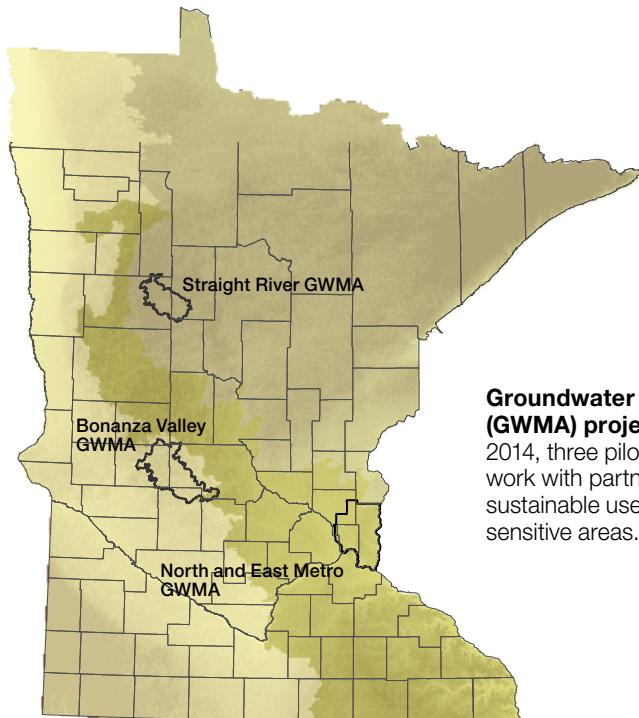 Straight River GWMA
Bonanza Valley
GWMA
North and East Metro
GWMA
Groundwater
(GWMA) proje
2014, three pilo
work with partn
sustainable use
sensitive areas.